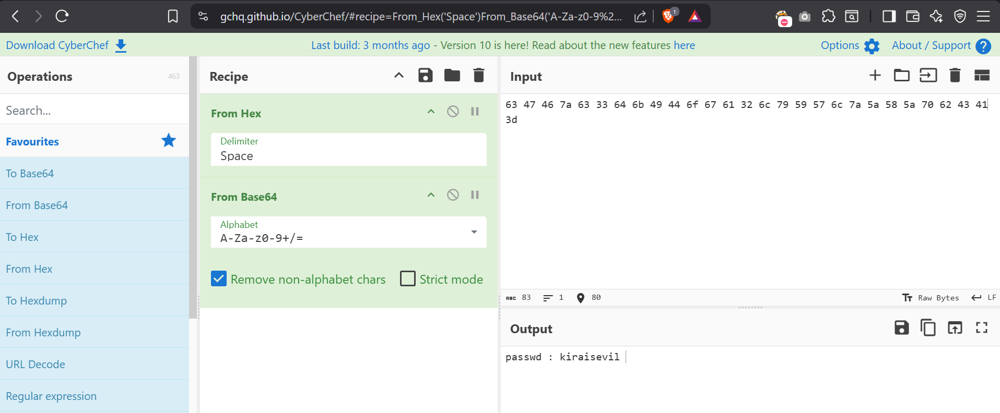 gchq.github.io/CyberChef/#recipe=From_Hex('Space')From_Base64('A-Za-z0-9%2...
1
Download CyberChef
Last build: 3 months ago - Version 10 is here! Read about the new features here
Options
About / Support
Operations
463
Search...
Favourites
To Base64
From Base64
To Hex
From Hex
To Hexdump
From Hexdump
URL Decode
Regular expression
Recipe
From Hex
Delimiter
Space
From Base64
Alphabet
A-Za-z0-9+/=
Remove non-alphabet chars
Strict mode
Input
63 47 46 7a 63 33 64 6b 49 44 6f 67 61 32 6c 79 59 57 6c 7a 5a 58 5a 70 62 43 41
3d
ABC 83
1
80
Tт Raw Bytes
LF
Output
passwd : kiraisevil